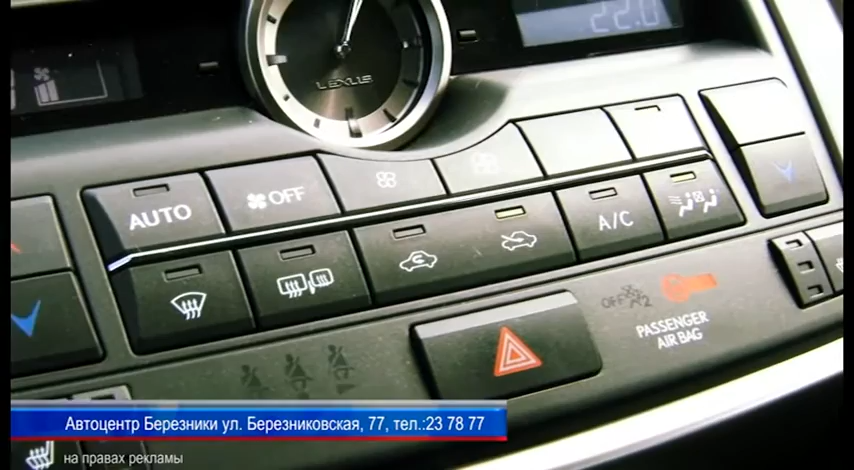 22.0
LEXUS
AUTO
OFF
A/C
OFF
2
PASSENGER
AIR BAG
Автоцентр Березники ул. Березниковская, 77, тел.:23 78 77
на правах рекламы